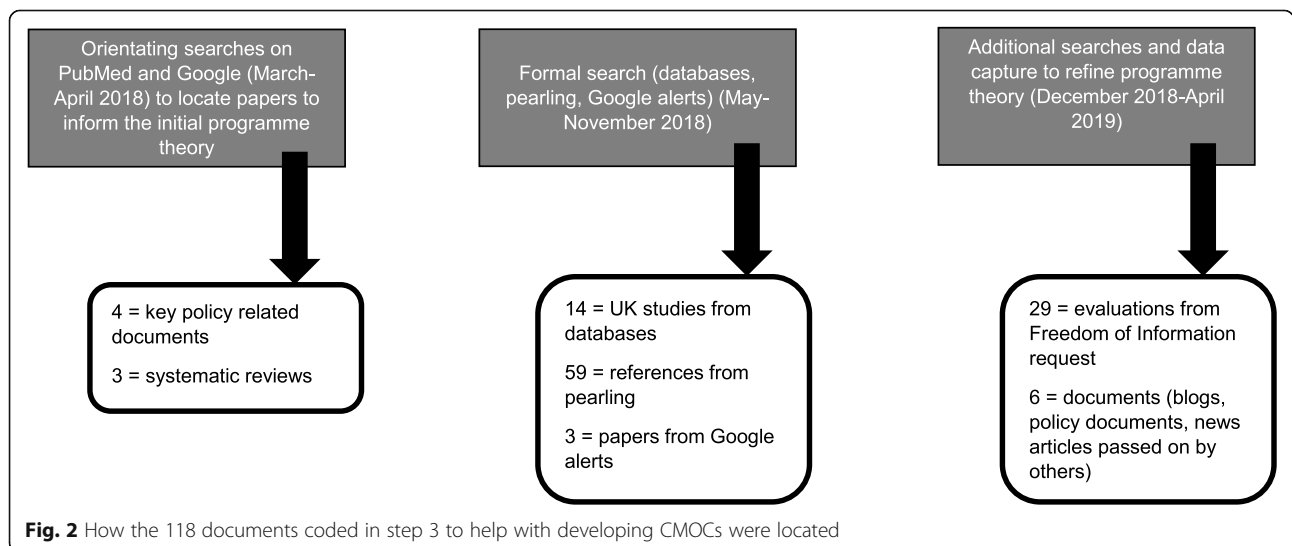 Orientating searches on
PubMed and Google (March-
April 2018) to locate papers to
inform the initial programme
theory
4 = key policy related
documents
3 = systematic reviews
Formal search (databases,
pearling, Google alerts) (May-
November 2018)
14 = UK studies from
databases
59 = references from
pearling
3 = papers from Google
alerts
Additional searches and data
capture to refine programme
theory (December 2018-April
2019)
29 = evaluations from
Freedom of Information
request
6 = documents (blogs,
policy documents, news
articles passed on by
others)
Fig. 2 How the 118 documents coded in step 3 to help with developing CMOCs were located